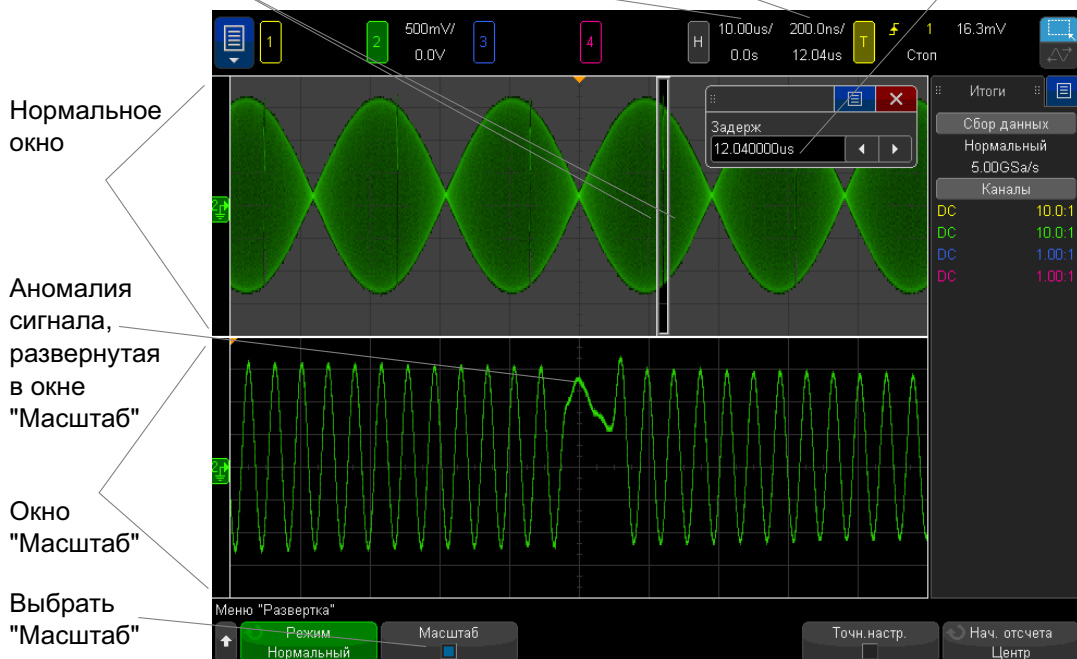 1
2
500mV/
0.0V
3
4
H
10.00us/
0.0s
200.0ns/
12.04us
T
1
16.3mV
Стоп
Нормальное
окно
Аномалия
сигнала,
развернутая
в окне
"Масштаб"
Окно
"Масштаб"
Выбрать
"Масштаб"
Задерж
12.040000us
2
2
Итоги
Сбор данных
Нормальный
5.00GSa/s
Каналы
DC 10.0:1
DC 10.0:1
DC 1.00:1
DC 1.00:1
Меню "Развертка"
Режим
Нормальный
Масштаб
Точн.настр.
Нач. отсчета
Центр